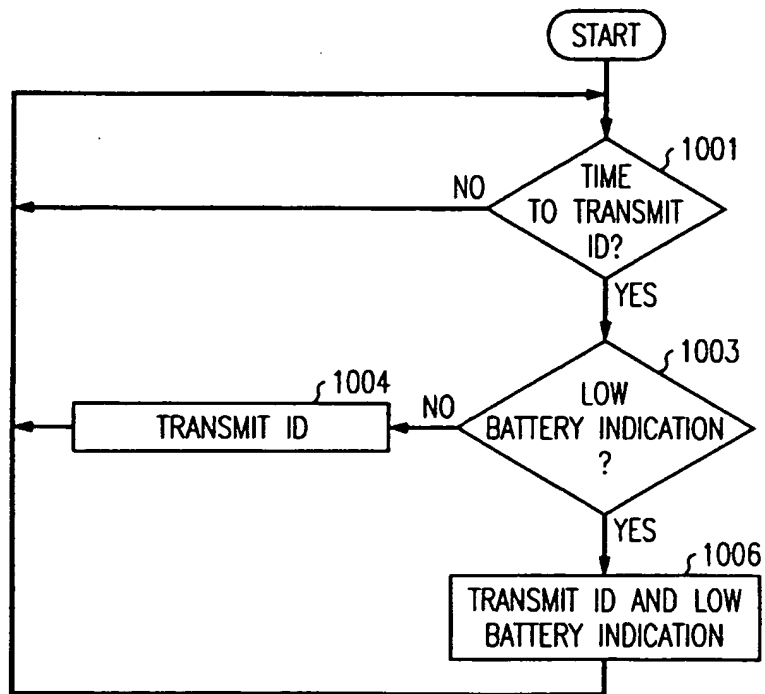 START
1001
TIME
TO TRANSMIT
ID?
NO
YES
1003
LOW
BATTERY INDICATION
?
NO
1004
TRANSMIT ID
YES
1006
TRANSMIT ID AND LOW
BATTERY INDICATION